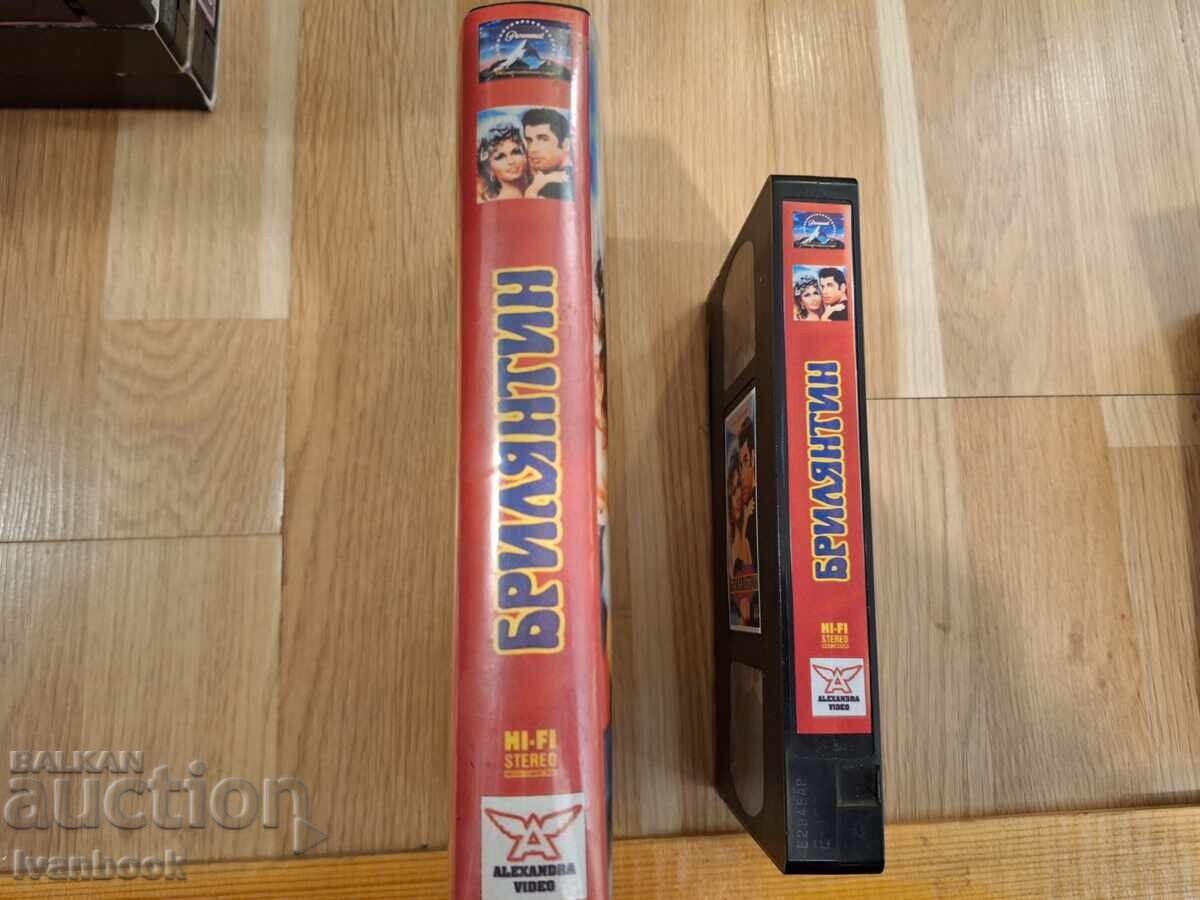 Paramount
БРИЛЯНТИН
HI-FI
STEREO
ALEXANDRA
VIDEO
Paramount
БРИЛЯНТИН
HI-FI
STEREO
ALEXANDRA
VIDEO
BALKAN
auction
Ivanbook